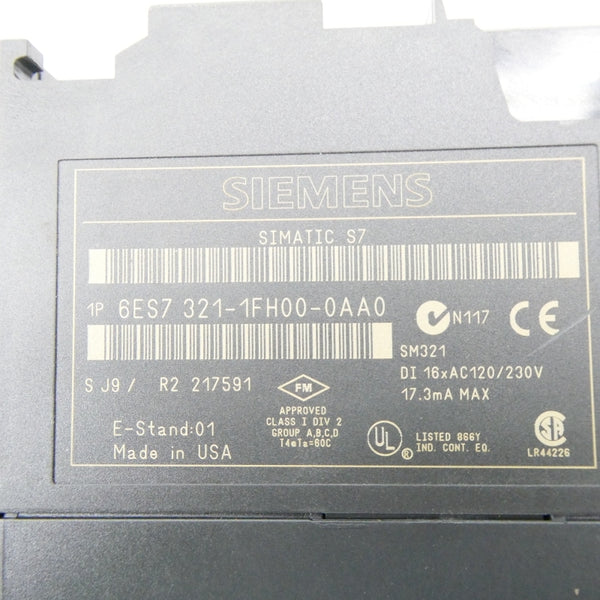 SIEMENS
SIMATIC S7
1P 6ES7 321-1FH00-0AA0
N117
CE
SM321
DI 16xAC120/230V
17.3mA MAX
S J9 / R2 217591
FM
APPROVED
CLASS I DIV 2
GROUP A,B,C,D
T4@Ta=60C
E-Stand:01
Made in USA
UL
®
LISTED 866Y
IND. CONT. EQ.
SA
LR44226